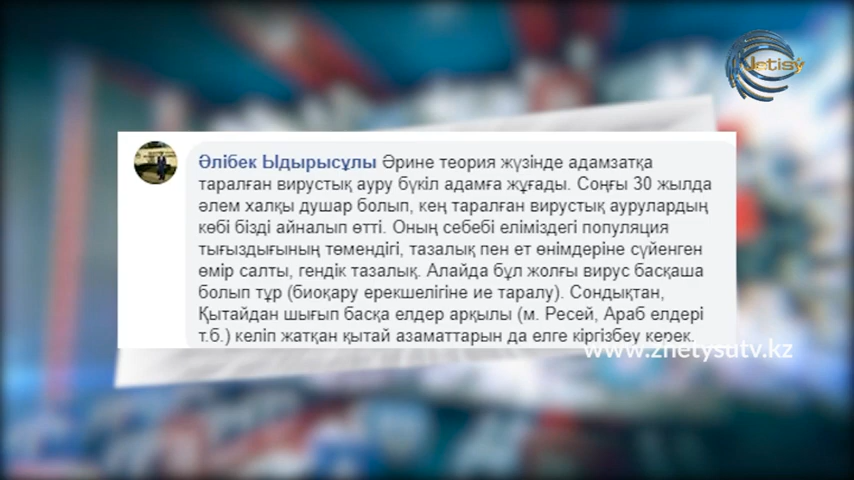 Jetisý
Әлібек Ыдырысұлы Әрине теория жүзінде адамзатқа
таралған вирустық ауру бүкіл адамға жұғады. Соңғы 30 жылда
әлем халқы душар болып, кең таралған вирустық аурулардың
көбі бізді айналып өтті. Оның себебі еліміздегі популяция
тығыздығының төмендігі, тазалық пен ет өнімдеріне сүйенген
өмір салты, гендік тазалық. Алайда бұл жолғы вирус басқаша
болып тұр (биоқару ерекшелігіне ие таралу). Сондықтан,
Қытайдан шығып басқа елдер арқылы (м. Ресей, Араб елдері
т.б.) келіп жатқан қытай азаматтарын да елге кіргізбеу керек.
www.zhetysutv.kz